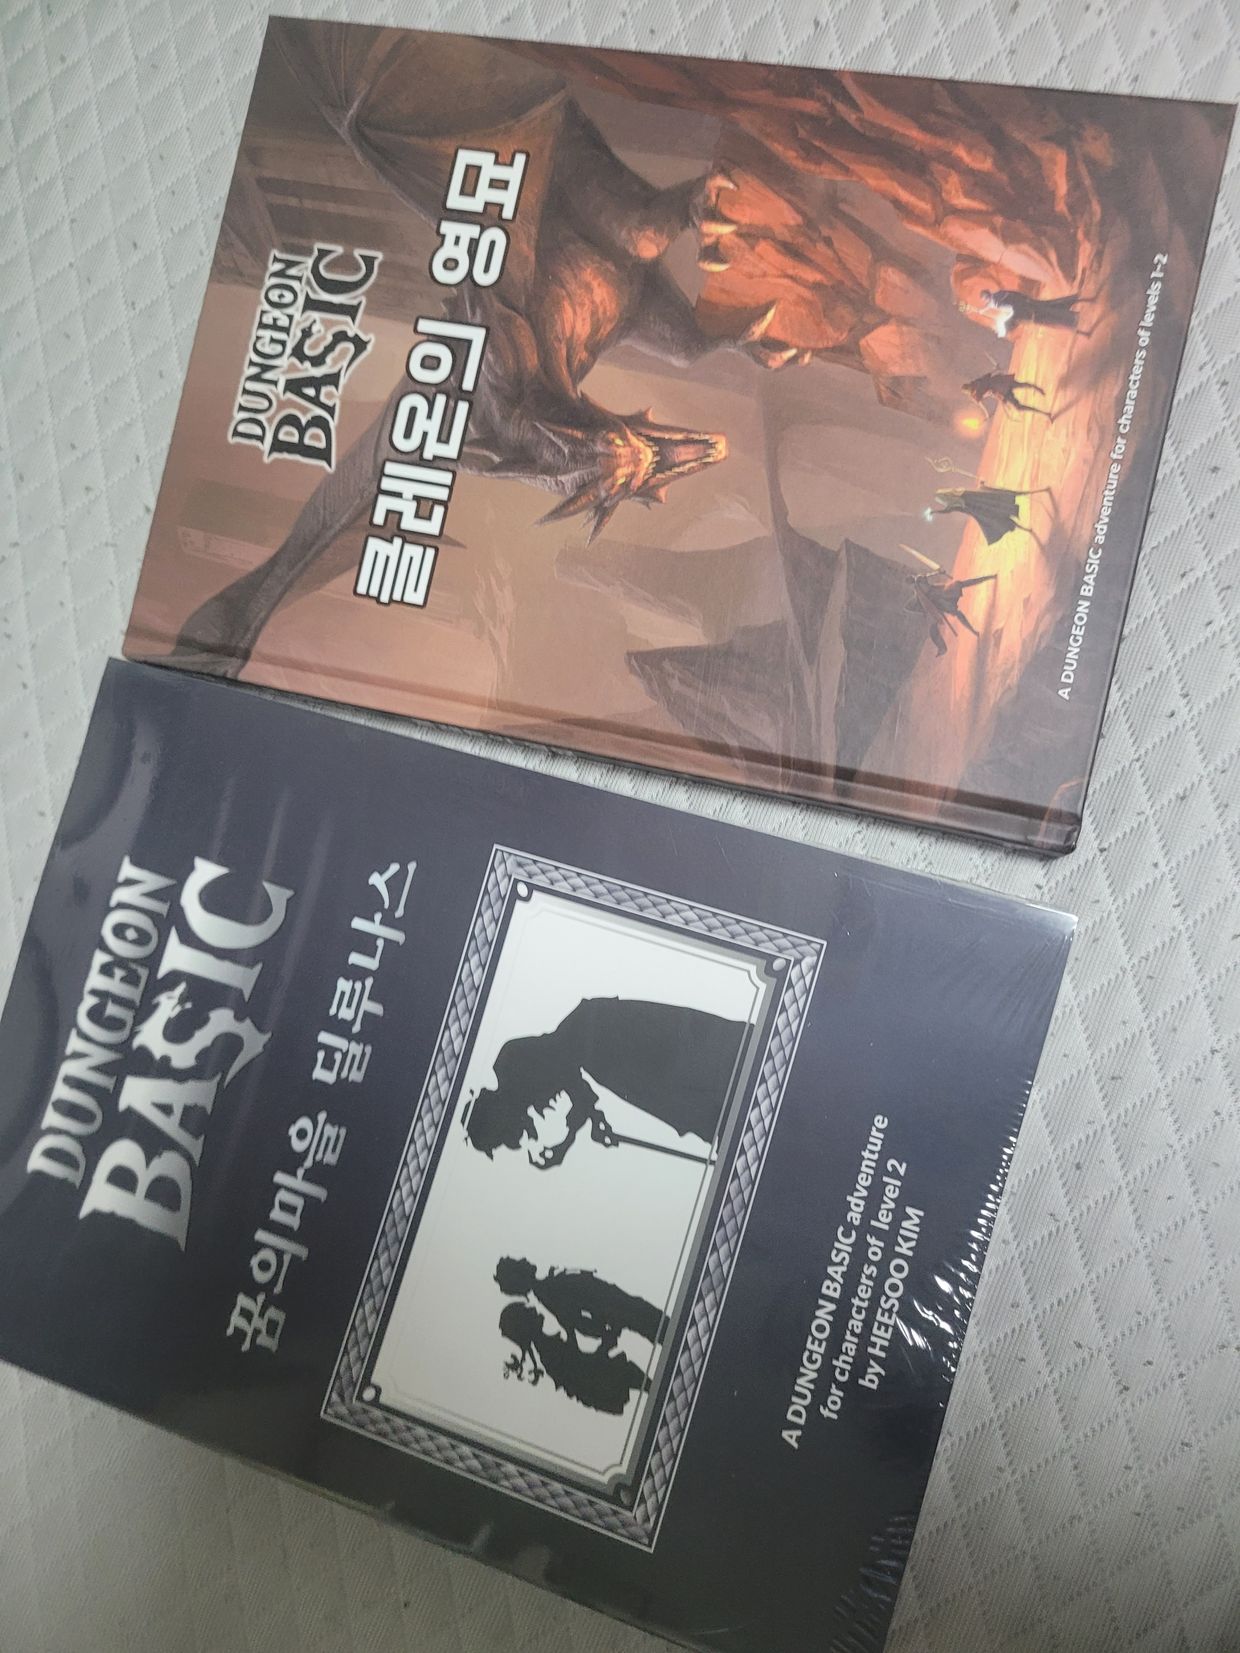 DUNGEON
BASIC
클레온의 영묘
A DUNGEON BASIC adventure for characters of levels 1-2
DUNGEON
BASIC
꿈의마을 딜루나스
A DUNGEON BASIC adventure
for characters of level 2
by HEESOO KIM